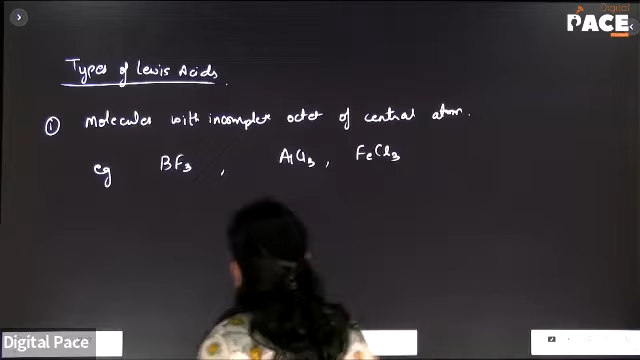 Digital
PACE
Types of Lewis Acids
① Molecules with incomplete octet of central atom.
eg BF₃, AlCl₃, FeCl₃
Digital Pace